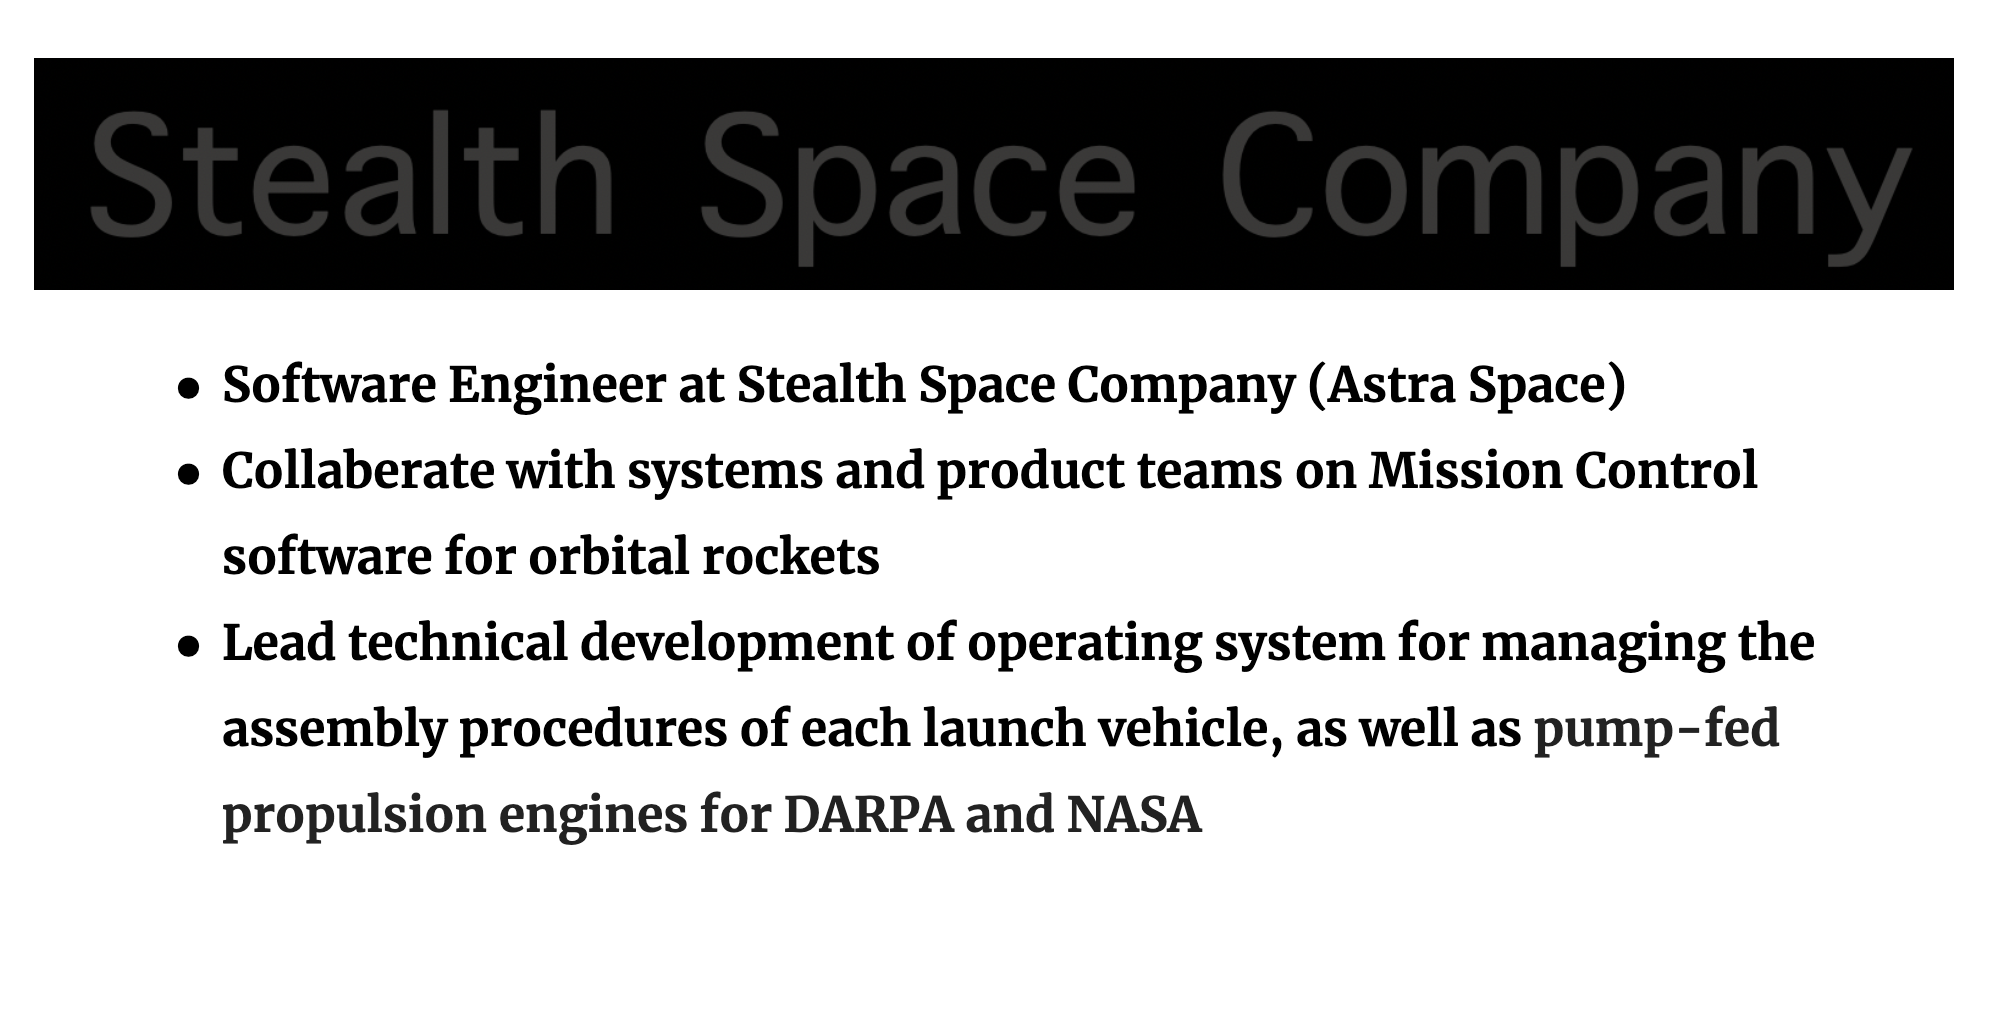 Stealth Space Company
• Software Engineer at Stealth Space Company (Astra Space)
• Collaberate with systems and product teams on Mission Control
software for orbital rockets
• Lead technical development of operating system for managing the
assembly procedures of each launch vehicle, as well as pump-fed
propulsion engines for DARPA and NASA